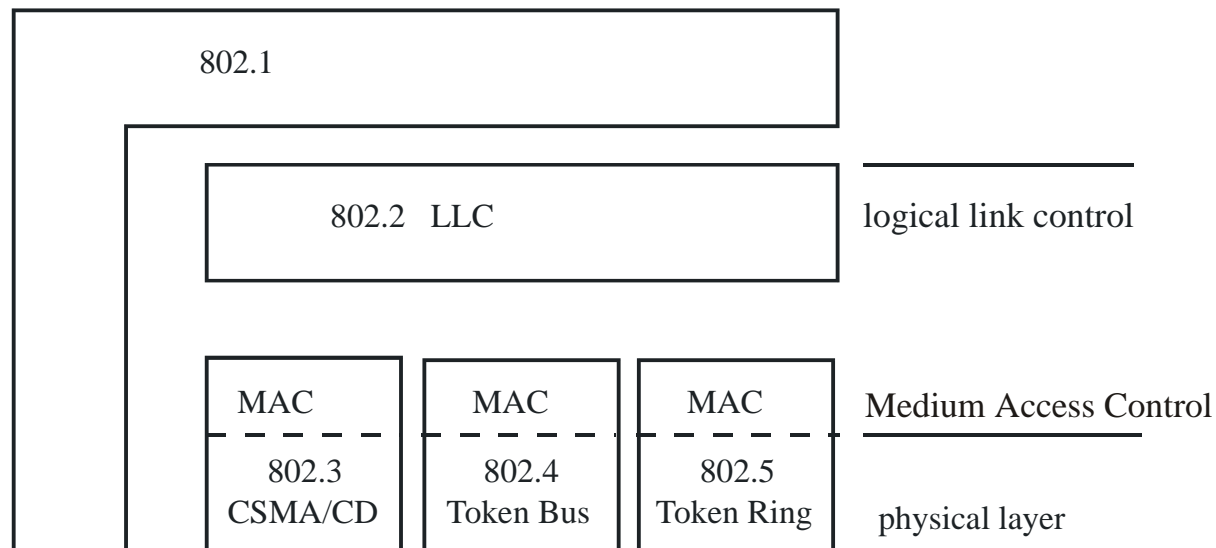 802.1
802.2 LLC
logical link control
MAC
MAC
MAC
Medium Access Control
802.3
802.4
802.5
CSMA/CD
Token Bus
Token Ring
physical layer